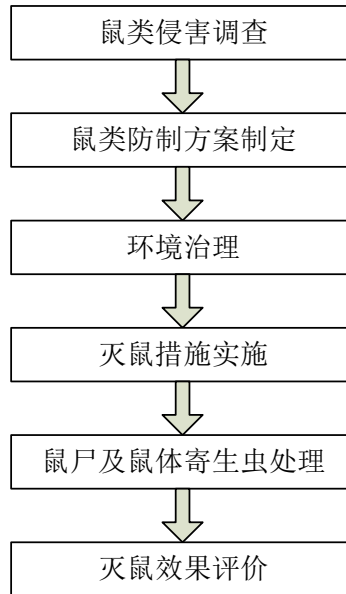 鼠类侵害调查
鼠类防制方案制定
环境治理
灭鼠措施实施
鼠尸及鼠体寄生虫处理
灭鼠效果评价